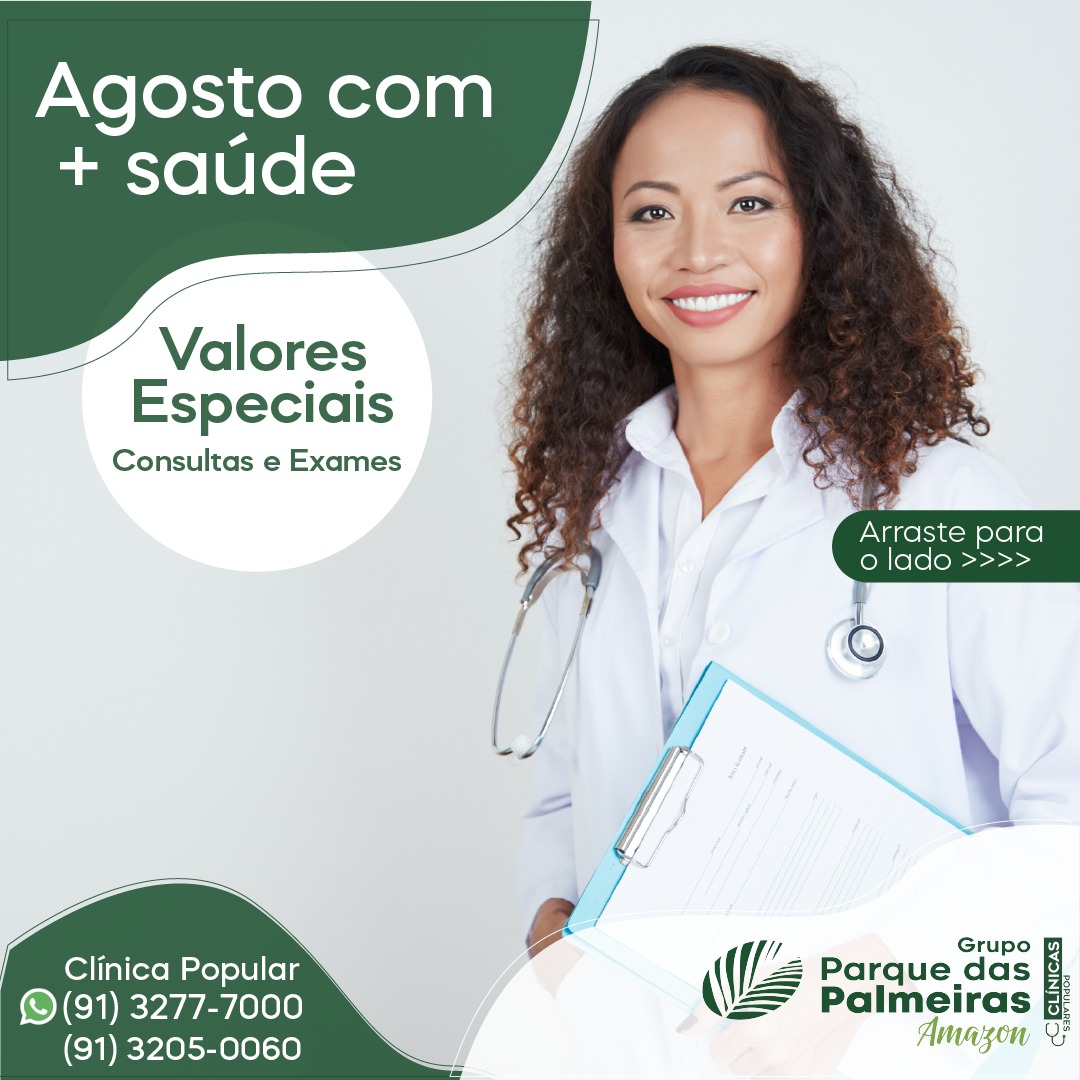 Agosto com
+ saúde
Valores
Especiais
Consultas e Exames
Arraste para
o lado >>>>
Clínica Popular
(91) 3277-7000
(91) 3205-0060
Grupo
Parque das
Palmeiras
Amazon
CLÍNICAS
POPULARES